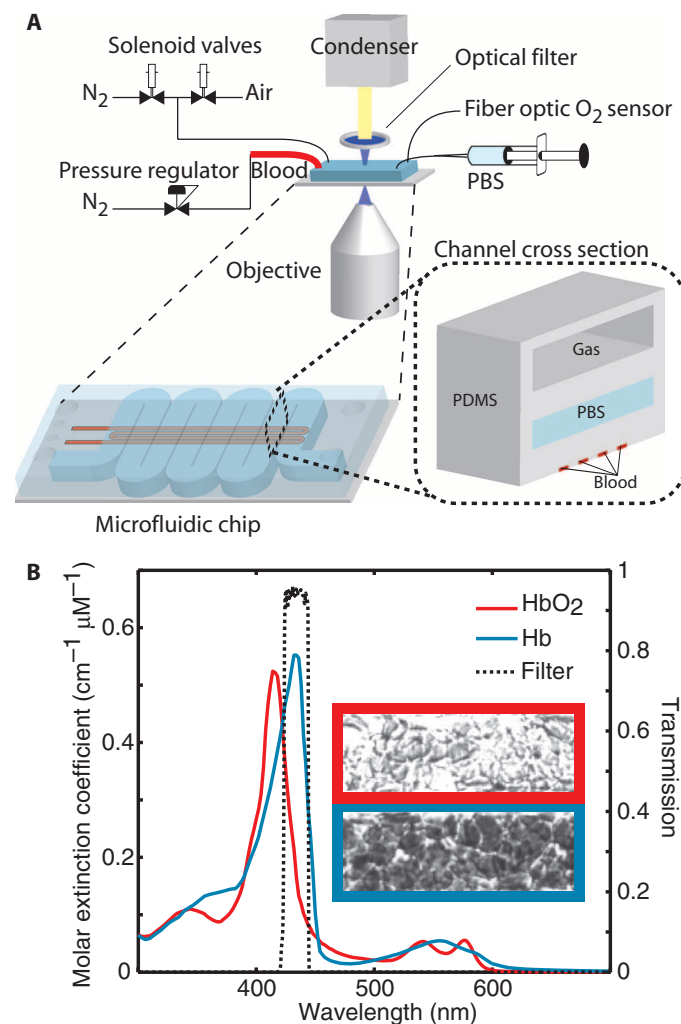 A
Solenoid valves
Condenser
Optical filter
N2
Air
Fiber optic O2 sensor
Pressure regulator
Blood
PBS
N2
Objective
Channel cross section
Gas
PDMS
PBS
Blood
Microfluidic chip
B
Molar extinction coefficient (cm−1 μM−1)
0.6
0.4
0.2
0
1
0.8
0.6
0.4
0.2
0
Transmission
HbO2
Hb
Filter
400
500
600
Wavelength (nm)